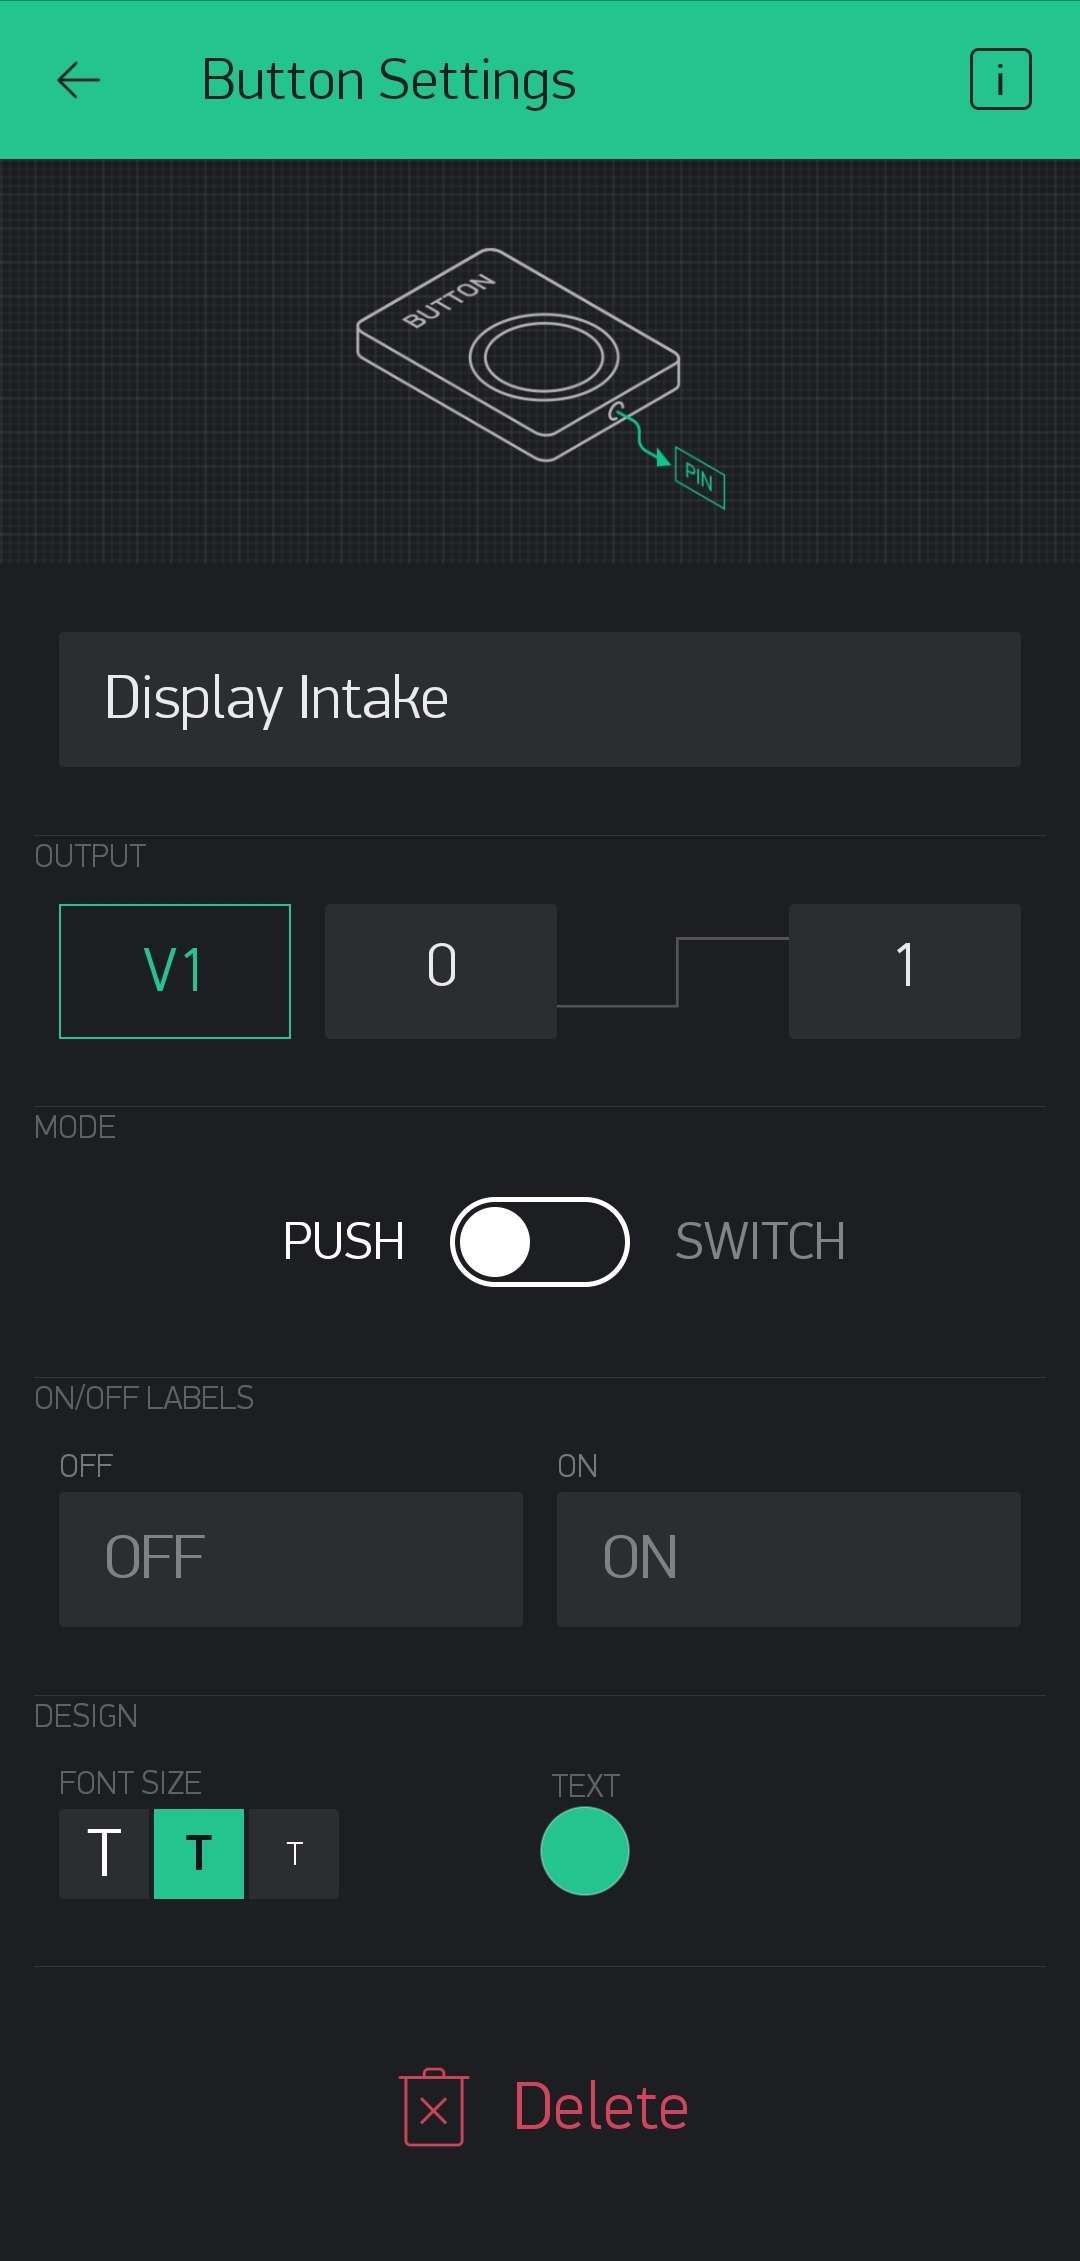 Button Settings
i
BUTTON
PIN
Display Intake
OUTPUT
V1 0 1
MODE
PUSH SWITCH
ON/OFF LABELS
OFF ON
OFF ON
DESIGN
FONT SIZE TEXT
T T T
Delete